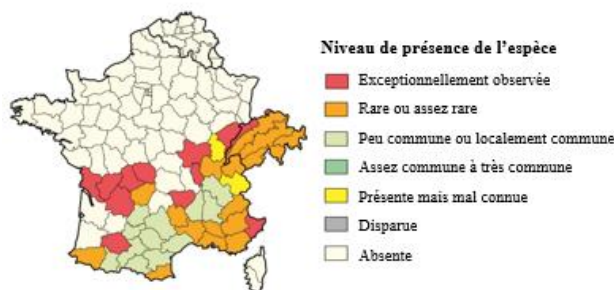 Niveau de présence de l'espèce
Exceptionnellement observée
Rare ou assez rare
Peu commune ou localement commune
Assez commune à très commune
Présente mais mal connue
Disparue
Absente